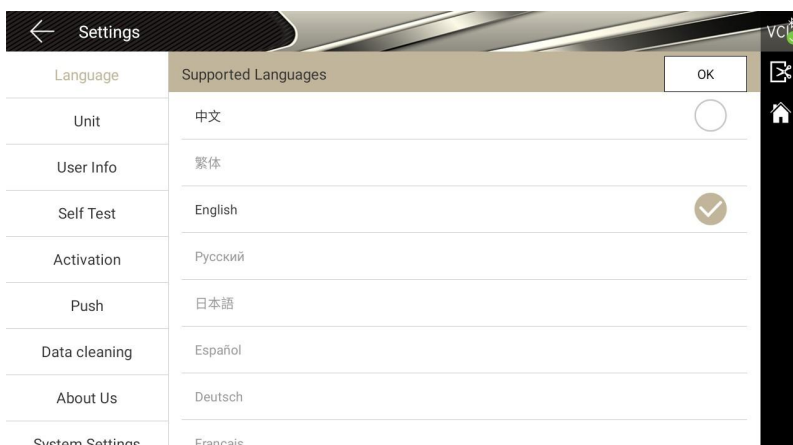 Settings
VCI
Language
Unit
User Info
Self Test
Activation
Push
Data cleaning
About Us
System Settings
Supported Languages
OK
中文
繁体
English
Русский
日本語
Español
Deutsch
Français